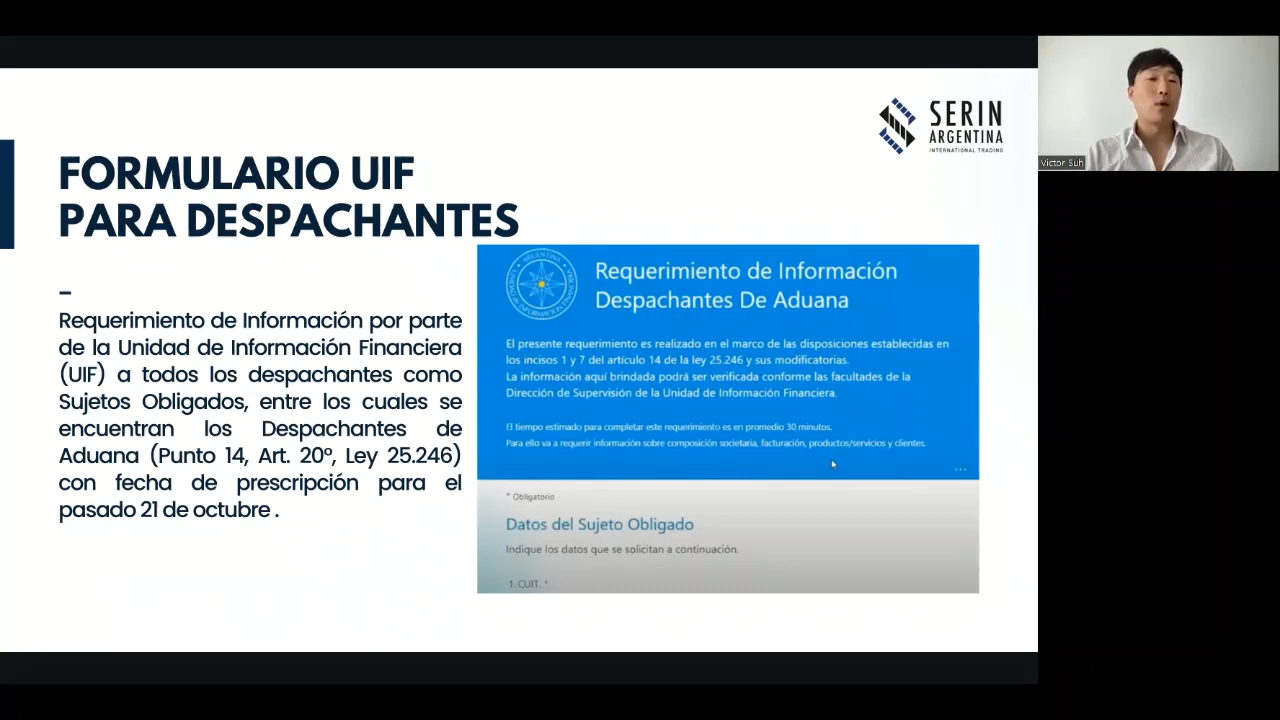 SERIN
ARGENTINA
INTERNATIONAL TRADING
Victor Suh
FORMULARIO UIF
PARA DESPACHANTES
–
Requerimiento de Información por parte
de la Unidad de Información Financiera
(UIF) a todos los despachantes como
Sujetos Obligados, entre los cuales se
encuentran los Despachantes de
Aduana (Punto 14, Art. 20º, Ley 25.246)
con fecha de prescripción para el
pasado 21 de octubre .
Requerimiento de Información
Despachantes De Aduana
El presente requerimiento es realizado en el marco de las disposiciones establecidas en
los incisos 1 y 7 del artículo 14 de la ley 25.246 y sus modificatorias.
La información aquí brindada podrá ser verificada conforme las facultades de la
Dirección de Supervisión de la Unidad de Información Financiera.
El tiempo estimado para completar este requerimiento es en promedio 30 minutos.
Para ello va a requerir información sobre composición societaria, facturación, productos/servicios y clientes.
...
* Obligatorio
Datos del Sujeto Obligado
Indique los datos que se solicitan a continuación.
1. CUIT. *